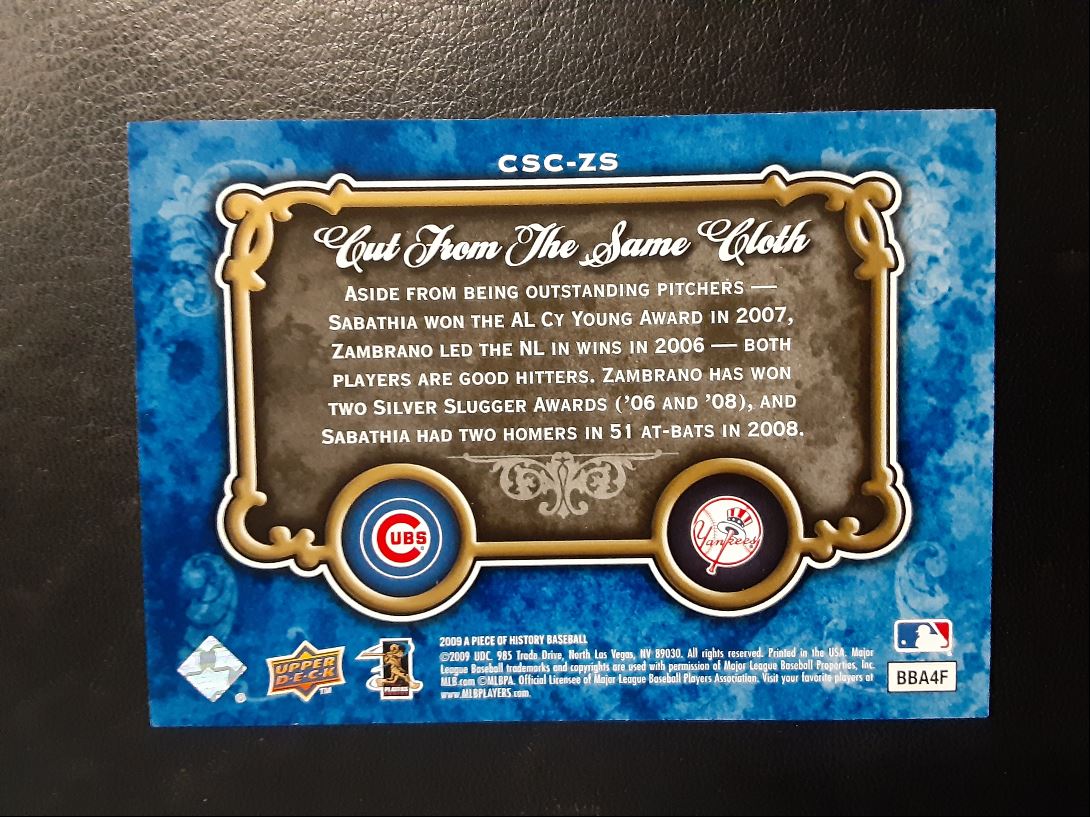 CSC-ZS
Cut From The Same Cloth
ASIDE FROM BEING OUTSTANDING PITCHERS —
SABATHIA WON THE AL CY YOUNG AWARD IN 2007,
ZAMBRANO LED THE NL IN WINS IN 2006 — BOTH
PLAYERS ARE GOOD HITTERS. ZAMBRANO HAS WON
TWO SILVER SLUGGER AWARDS ('06 AND '08), AND
SABATHIA HAD TWO HOMERS IN 51 AT-BATS IN 2008.
CUBS
Yankees
2009 A PIECE OF HISTORY BASEBALL
©2009 UDC. 985 Trade Drive, North Las Vegas, NV 89030. All rights reserved. Printed in the USA. Major
League Baseball trademarks and copyrights are used with permission of Major League Baseball Properties, Inc.
MLB.com ©MLBPA. Official Licensee of Major League Baseball Players Association. Visit your favorite players at
www.MLBPLAYERS.com.
UPPER
D·E·C·K
TM
PLAYERS
BBA4F